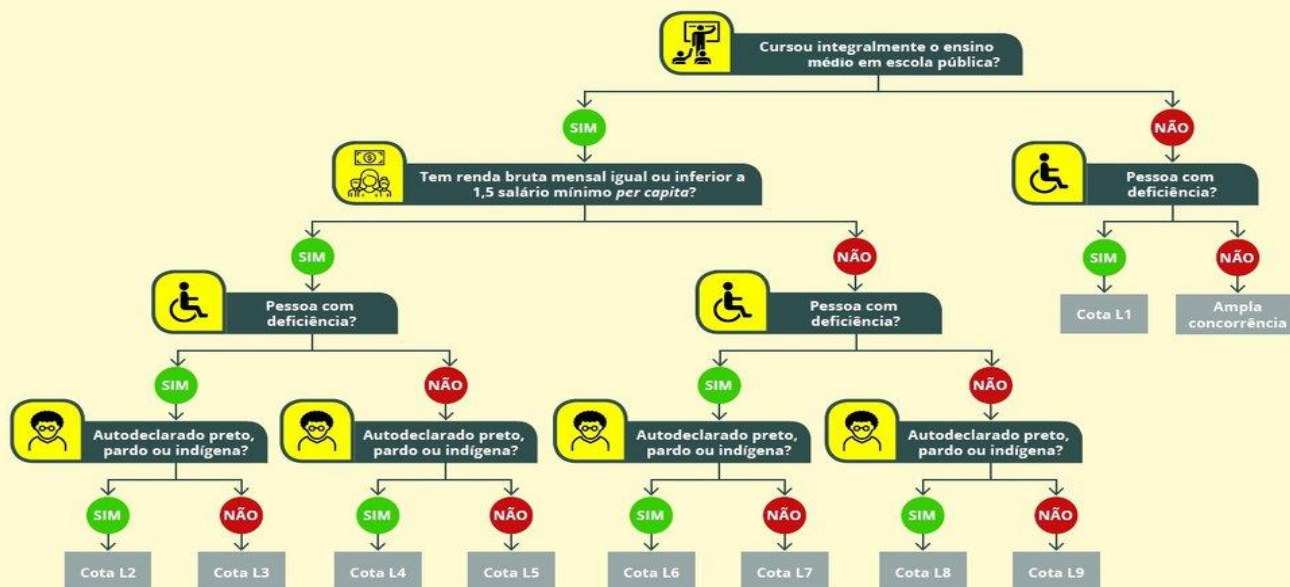 Cursou integralmente o ensino
médio em escola pública?
SIM
NÃO
Tem renda bruta mensal igual ou inferior a
1,5 salário mínimo per capita?
Pessoa com
deficiência?
SIM
NÃO
SIM
NÃO
Pessoa com
deficiência?
Pessoa com
deficiência?
Cota L1
Ampla
concorrência
SIM
NÃO
SIM
NÃO
Autodeclarado preto,
pardo ou indígena?
Autodeclarado preto,
pardo ou indígena?
Autodeclarado preto,
pardo ou indígena?
Autodeclarado preto,
pardo ou indígena?
SIM
NÃO
SIM
NÃO
SIM
NÃO
SIM
NÃO
Cota L2
Cota L3
Cota L4
Cota L5
Cota L6
Cota L7
Cota L8
Cota L9